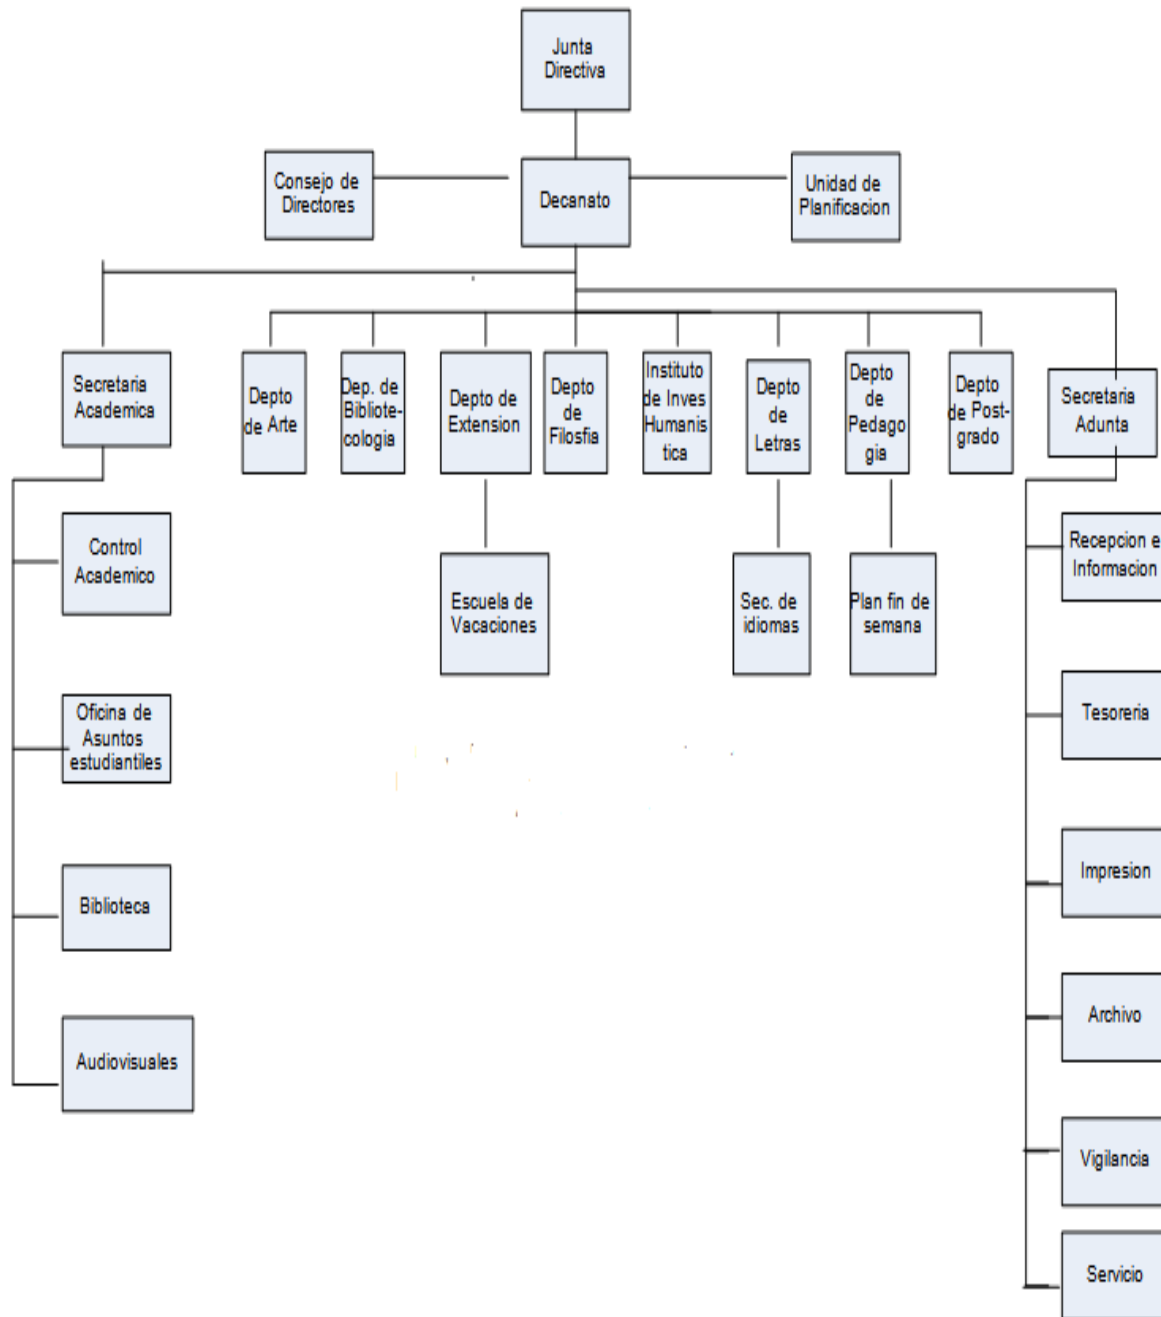 Junta
Directiva
Consejo de
Directores
Decanato
Unidad de
Planificacion
Secretaria
Academica
Depto
de Arte
Dep. de
Bibliote-
cologia
Depto de
Extension
Depto
de
Filosfia
Instituto
de Inves
Humanis
tica
Depto
de
Letras
Depto
de
Pedago
gia
Depto
de Post-
grado
Secretaria
Adunta
Control
Academico
Escuela de
Vacaciones
Sec. de
idiomas
Plan fin de
semana
Recepcion e
Informacion
Oficina de
Asuntos
estudiantiles
Tesoreria
Biblioteca
Impresion
Audiovisuales
Archivo
Vigilancia
Servicio